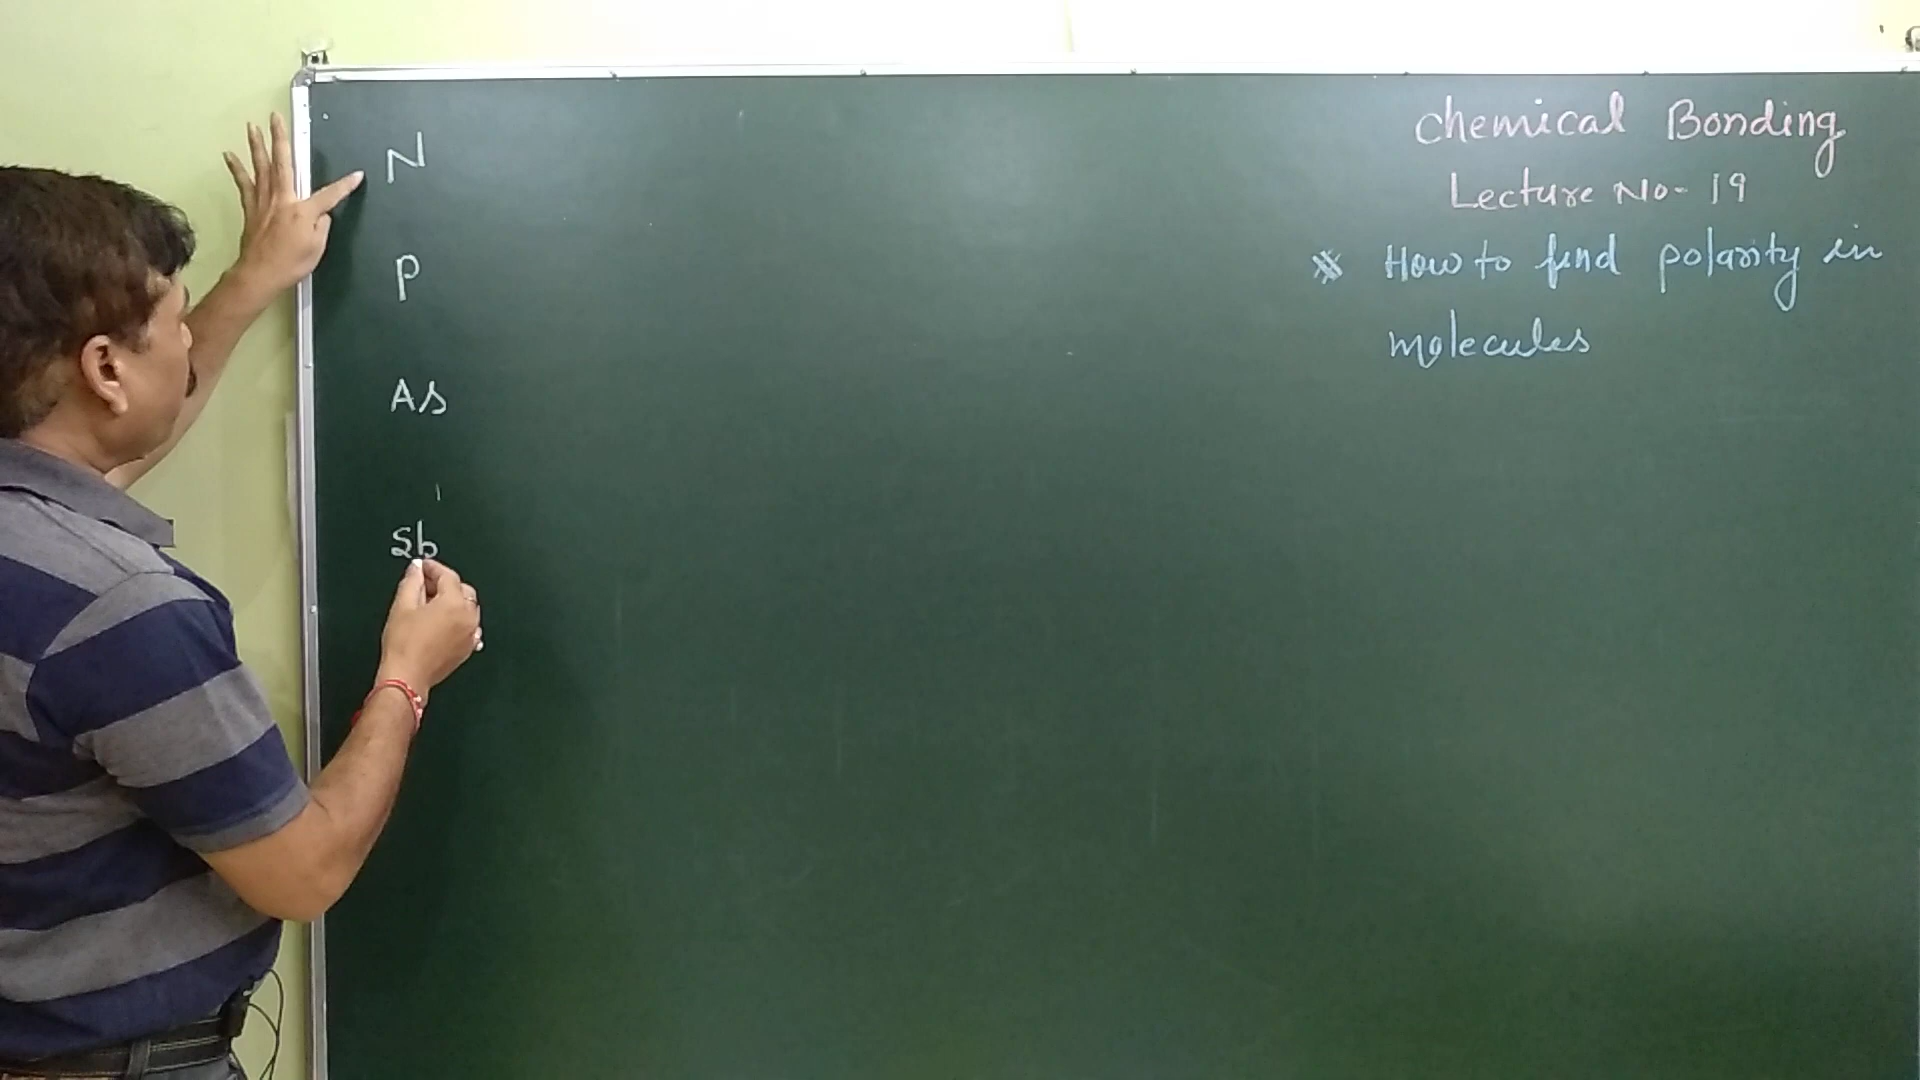 Chemical Bonding
Lecture No- 19
* How to find polarity in
molecules
N
P
As
Sb